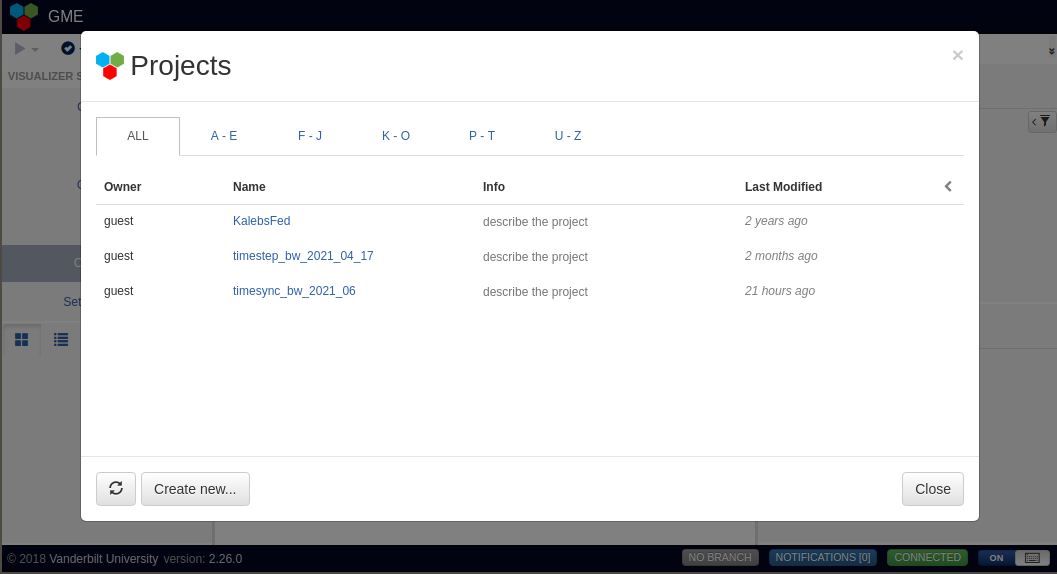 GME
Projects
×
VISUALIZER S
ALL A - E F - J K - O P - T U - Z
Owner Name Info Last Modified
guest KalebsFed describe the project 2 years ago
guest timestep_bw_2021_04_17 describe the project 2 months ago
guest timesync_bw_2021_06 describe the project 21 hours ago
Set
Create new... Close
© 2018 Vanderbilt University version: 2.26.0 NO BRANCH NOTIFICATIONS [0] CONNECTED ON